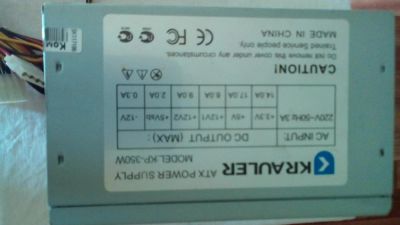 KRAULER
ATX POWER SUPPLY
MODEL:KP-350W
AC INPUT: DC OUTPUT (MAX):
220V~50Hz 3A +3.3V +5V +12V1 +12V2 +5Vsb -12V
14.0A 17.0A 8.0A 9.0A 2.0A 0.3A
CAUTION!
Do not remove this cover under any circumstances.
Trained Service people only.
MADE IN CHINA